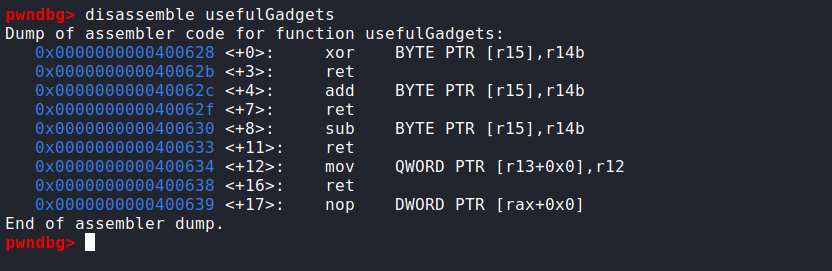 pwndbg> disassemble usefulGadgets
Dump of assembler code for function usefulGadgets:
   0x0000000000400628 <+0>:     xor    BYTE PTR [r15],r14b
   0x000000000040062b <+3>:     ret
   0x000000000040062c <+4>:     add    BYTE PTR [r15],r14b
   0x000000000040062f <+7>:     ret
   0x0000000000400630 <+8>:     sub    BYTE PTR [r15],r14b
   0x0000000000400633 <+11>:    ret
   0x0000000000400634 <+12>:    mov    QWORD PTR [r13+0x0],r12
   0x0000000000400638 <+16>:    ret
   0x0000000000400639 <+17>:    nop    DWORD PTR [rax+0x0]
End of assembler dump.
pwndbg>